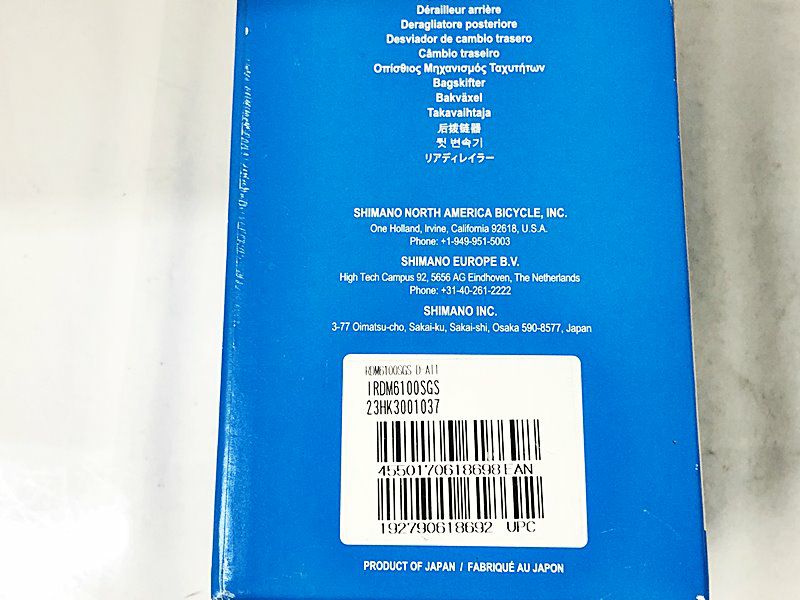 Dérailleur arrière
Deragliatore posteriore
Desviador de cambio trasero
Câmbio traseiro
Οπίσθιος Μηχανισμός Ταχυτήτων
Bagskifter
Bakväxel
Takavaihtaja
后拨链器
뒷 변속기
リアディレイラー
SHIMANO NORTH AMERICA BICYCLE, INC.
One Holland, Irvine, California 92618, U.S.A.
Phone: +1-949-951-5003
SHIMANO EUROPE B.V.
High Tech Campus 92, 5656 AG Eindhoven, The Netherlands
Phone: +31-40-261-2222
SHIMANO INC.
3-77 Oimatsu-cho, Sakai-ku, Sakai-shi, Osaka 590-8577, Japan
RDM6100SGS D-A11
IRDM6100SGS
23HK3001037
4550170618698 EAN
192790618692 UPC
PRODUCT OF JAPAN / FABRIQUÉ AU JAPON